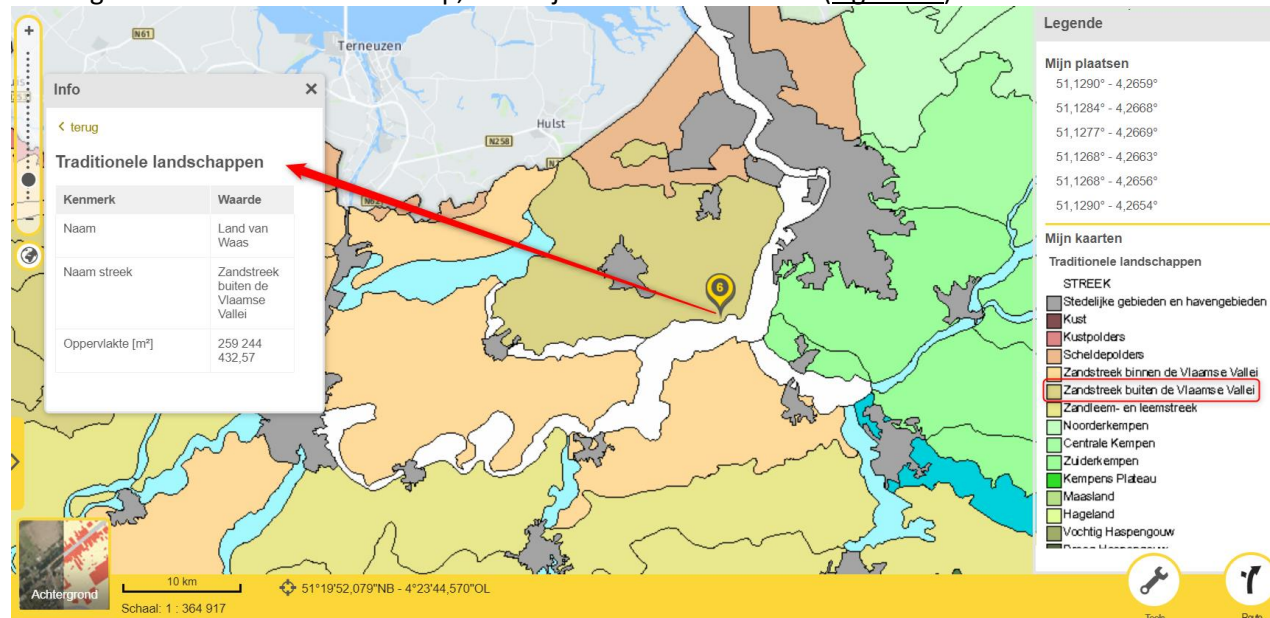 +
N61
Terneuzen
Info
×
< terug
Hulst
N258
Traditionele landschappen
Kenmerk
Waarde
Naam
Land van
Waas
Naam streek
Zandstreek
buiten de
Vlaamse
Vallei
Oppervlakte [m²]
259 244
432,57
6
Achtergrond
10 km
Schaal: 1 : 364 917
51°19'52,079"NB - 4°23'44,570"OL
Legende
Mijn plaatsen
51,1290° - 4,2659°
51,1284° - 4,2668°
51,1277° - 4,2669°
51,1268° - 4,2663°
51,1268° - 4,2656°
51,1290° - 4,2654°
Mijn kaarten
Traditionele landschappen
STREEK
Stedelijke gebieden en havengebieden
Kust
Kustpolders
Scheldepolders
Zandstreek binnen de Vlaamse Vallei
Zandstreek buiten de Vlaamse Vallei
Zandleem- en leemstreek
Noorderkempen
Centrale Kempen
Zuiderkempen
Kempens Plateau
Maasland
Hageland
Vochtig Haspengouw